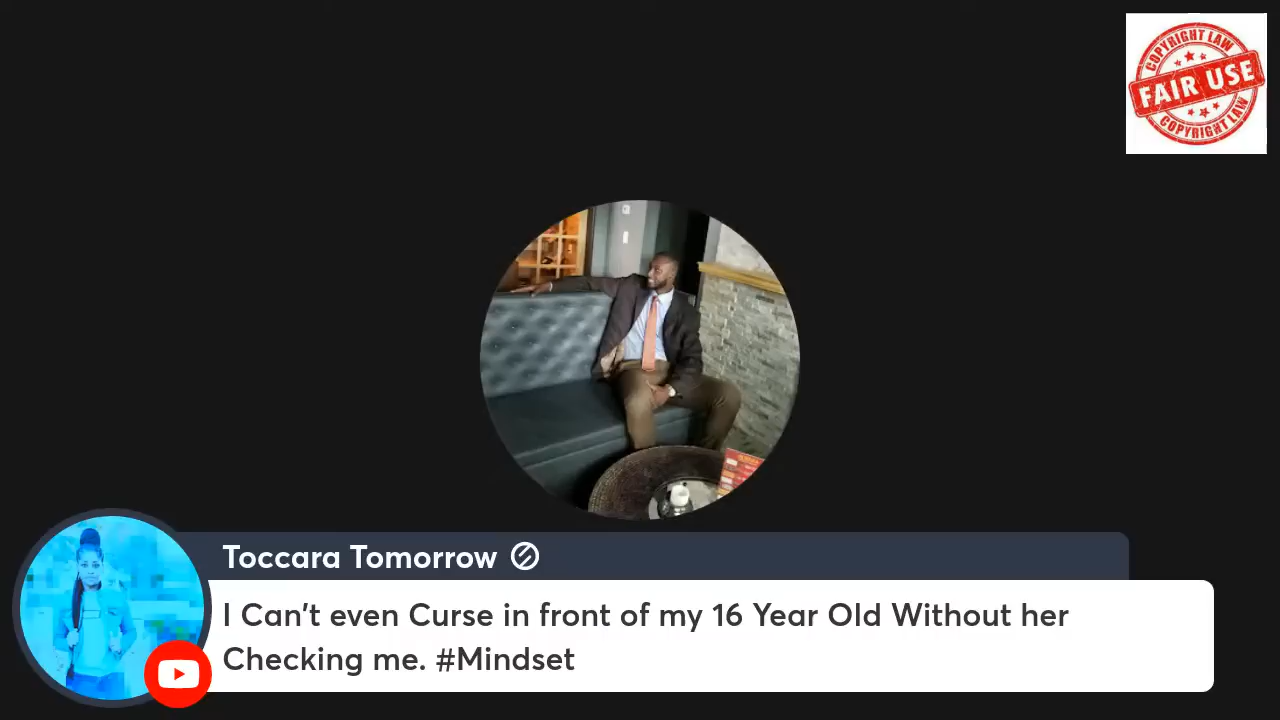 COPYRIGHT LAW
FAIR USE
COPYRIGHT LAW
Toccara Tomorrow
I Can't even Curse in front of my 16 Year Old Without her
Checking me. #Mindset